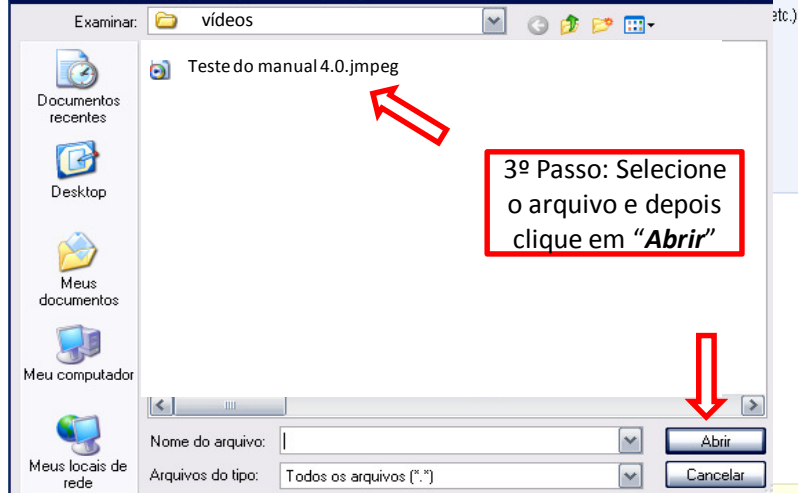 Examinar: vídeos
etc.)
Teste do manual 4.0.jmpeg
Documentos
recentes
3º Passo: Selecione
o arquivo e depois
clique em “Abrir”
Desktop
Meus
documentos
Meu computador
Nome do arquivo: Abrir
Meus locais de
rede
Arquivos do tipo: Todos os arquivos (*.*) Cancelar